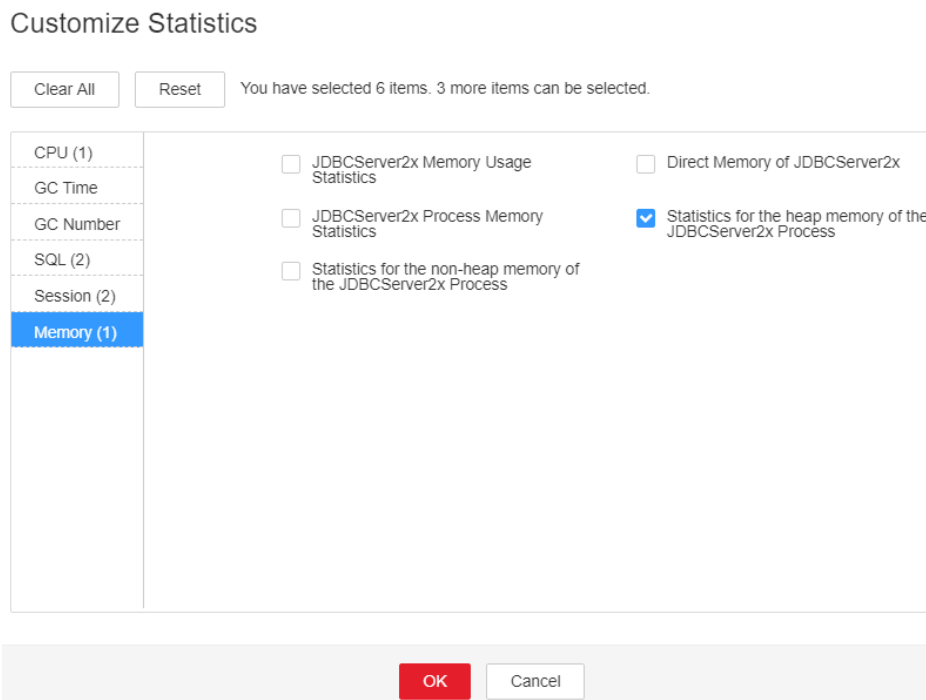 Customize Statistics
Clear All
Reset
You have selected 6 items. 3 more items can be selected.
CPU (1)
GC Time
GC Number
SQL (2)
Session (2)
Memory (1)
JDBCServer2x Memory Usage
Statistics
Direct Memory of JDBCServer2x
JDBCServer2x Process Memory
Statistics
Statistics for the heap memory of the
JDBCServer2x Process
Statistics for the non-heap memory of
the JDBCServer2x Process
OK
Cancel